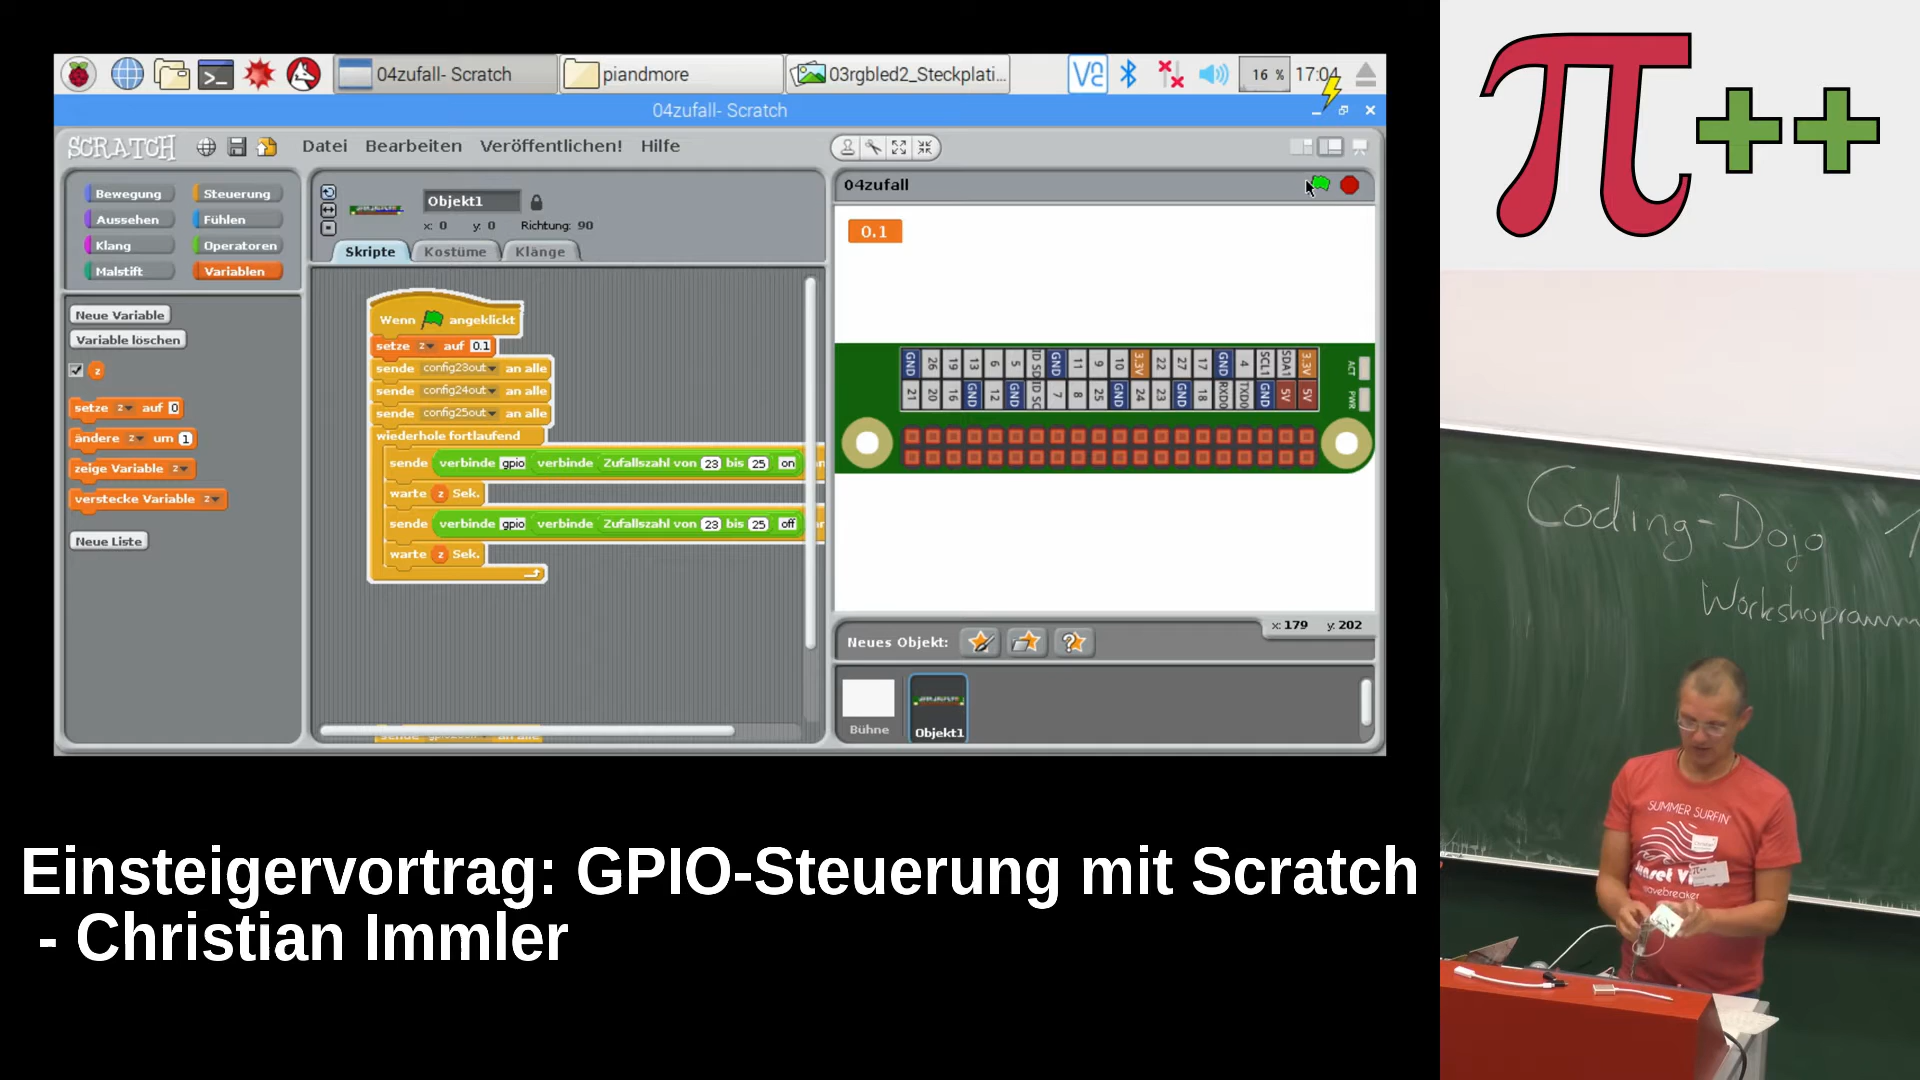 04zufall- Scratch
piandmore
03rgbled2_Steckplati...
16 %
17:04
04zufall- Scratch
SCRATCH
Datei Bearbeiten Veröffentlichen! Hilfe
Bewegung
Steuerung
Aussehen
Fühlen
Klang
Operatoren
Malstift
Variablen
Neue Variable
Variable löschen
z
setze z auf 0
ändere z um 1
zeige Variable z
verstecke Variable z
Neue Liste
Objekt1
x: 0 y: 0 Richtung: 90
Skripte
Kostüme
Klänge
Wenn angeklickt
setze z auf 0.1
sende config23out an alle
sende config24out an alle
sende config25out an alle
wiederhole fortlaufend
sende verbinde gpio verbinde Zufallszahl von 23 bis 25 on
warte z Sek.
sende verbinde gpio verbinde Zufallszahl von 23 bis 25 off
warte z Sek.
04zufall
0.1
GND 26 19 13 6 5 ID SD GND 11 9 10 3.3V 22 27 17 GND 4 SCL1 SDA1 3.3V
21 20 16 GND 12 GND ID SC 7 8 25 GND 24 23 GND 18 RXD0 TXD0 GND 5V 5V
ACT
PWR
x: 179 y: 202
Neues Objekt:
Bühne
Objekt1
π++
Coding-Dojo
SUMMER SURFIN'
wavebreaker
Einsteigervortrag: GPIO-Steuerung mit Scratch
- Christian Immler